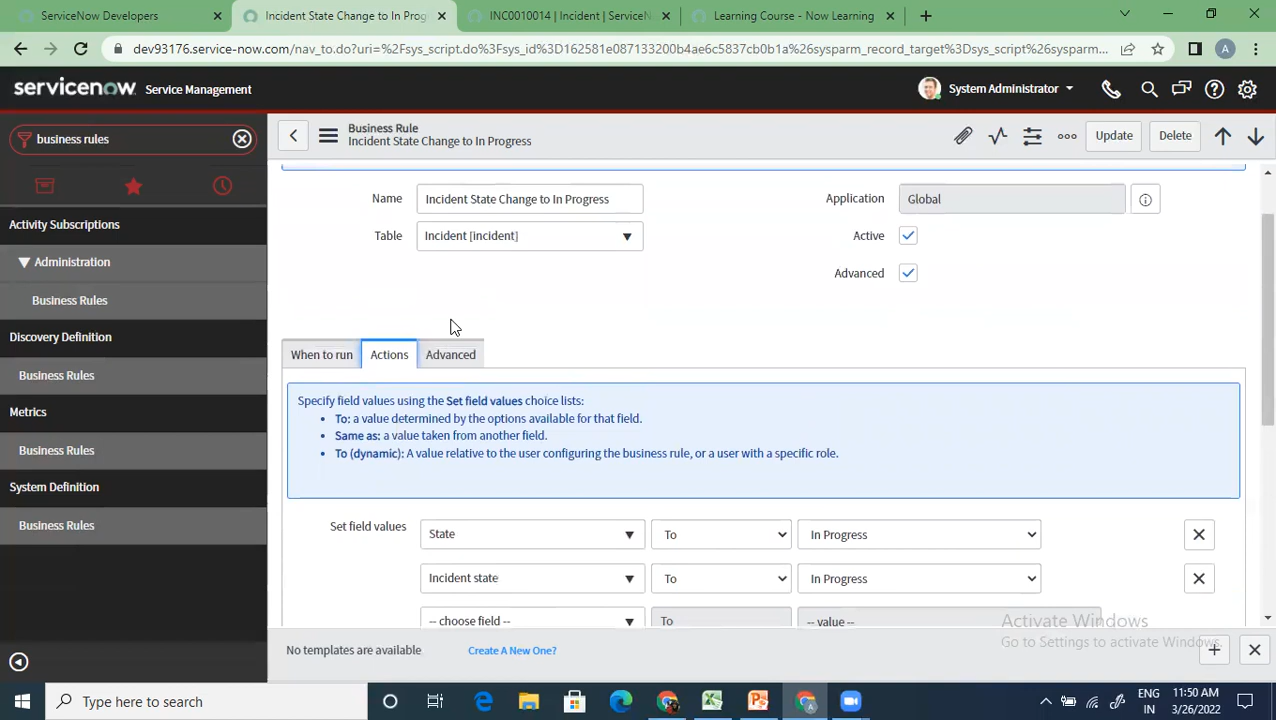 ServiceNow Developers
Incident State Change to In Prog
INC0010014 | Incident | ServiceN
Learning Course - Now Learning
dev93176.service-now.com/nav_to.do?uri=%2Fsys_script.do%3Fsys_id%3D162581e087133200b4ae6c5837cb0b1a%26sysparm_record_target%3Dsys_script%26sysparm...
A
servicenow Service Management
System Administrator
business rules
Business Rule
Incident State Change to In Progress
Update
Delete
Activity Subscriptions
Administration
Business Rules
Discovery Definition
Business Rules
Metrics
Business Rules
System Definition
Business Rules
Name
Incident State Change to In Progress
Application
Global
Table
Incident [incident]
Active
Advanced
When to run
Actions
Advanced
Specify field values using the Set field values choice lists:
• To: a value determined by the options available for that field.
• Same as: a value taken from another field.
• To (dynamic): A value relative to the user configuring the business rule, or a user with a specific role.
Set field values
State
To
In Progress
Incident state
To
In Progress
-- choose field --
To
-- value --
Activate Windows
Go to Settings to activate Windows.
No templates are available
Create A New One?
Type here to search
ENG
IN
11:50 AM
3/26/2022